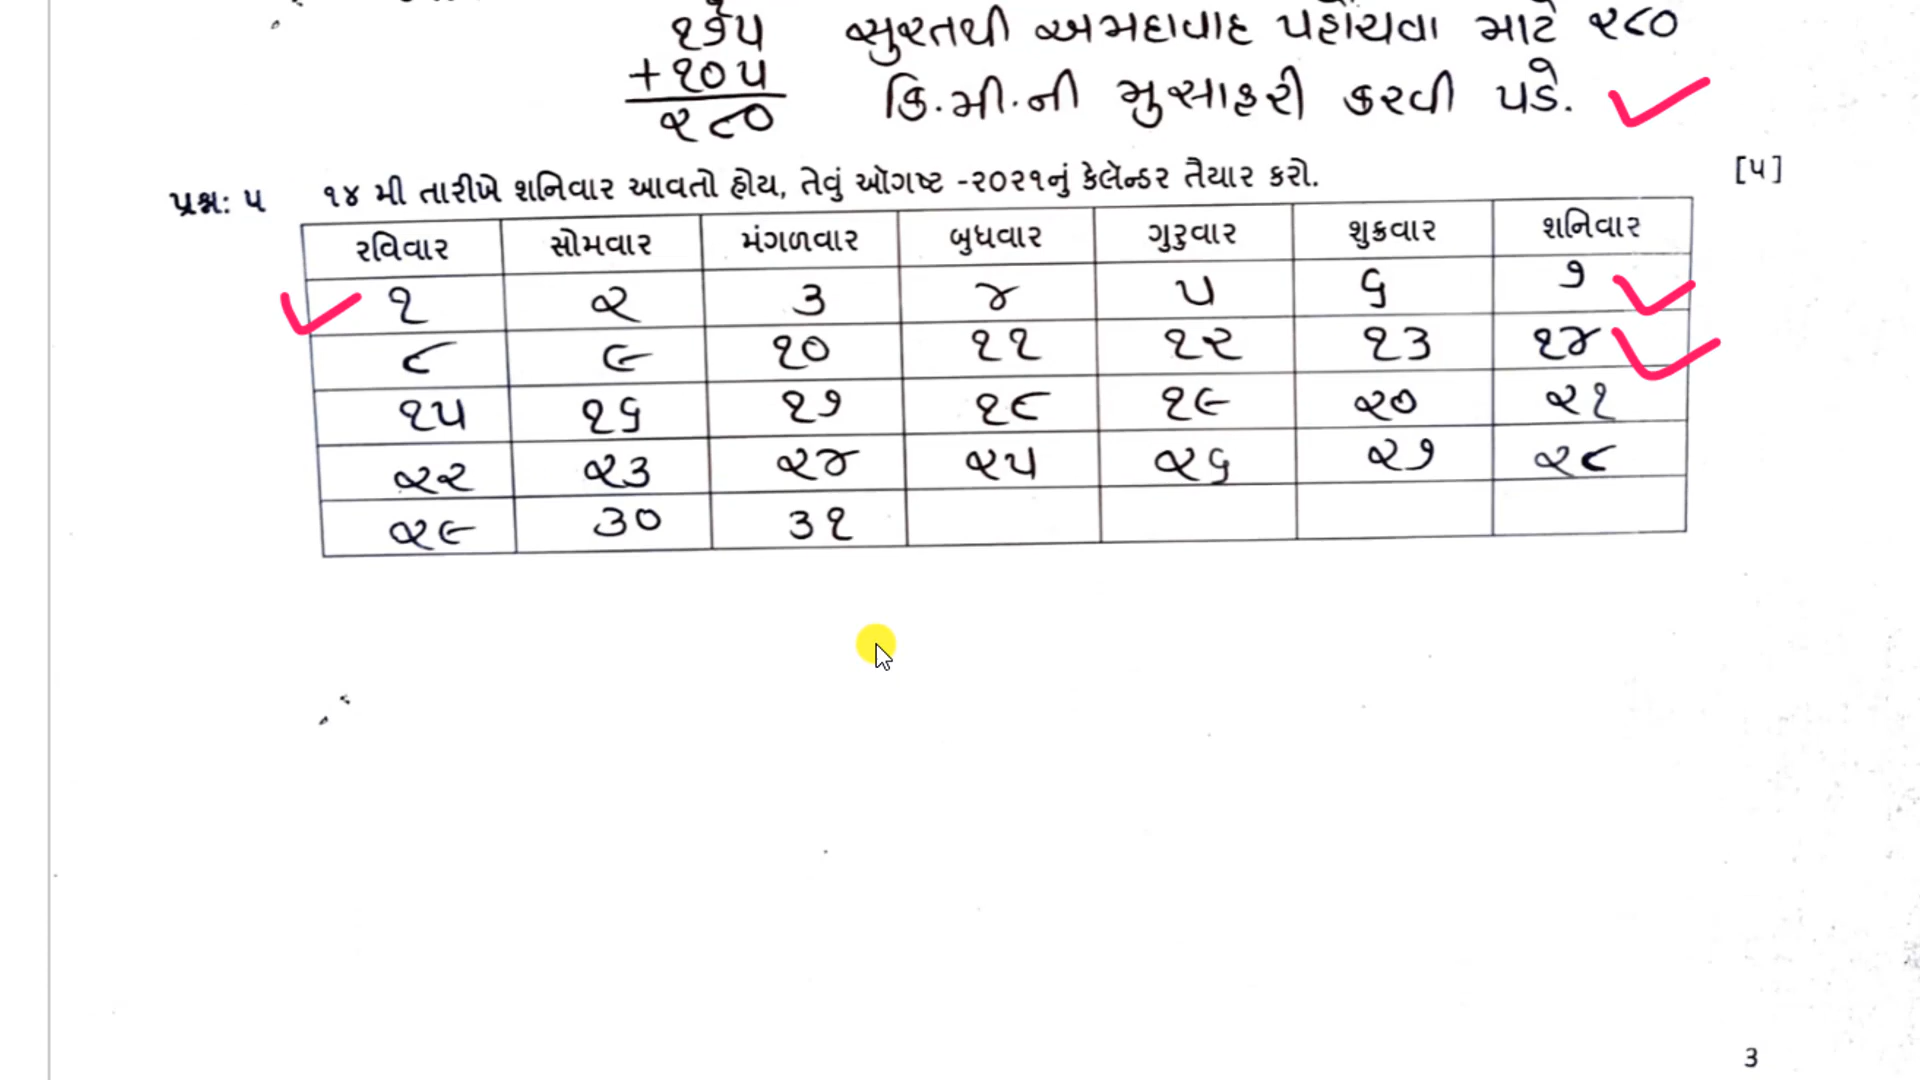 ૧૭૫ સુરતથી અમદાવાદ પહોંચવા માટે ૨૮૦
+૧૦૫ કિ.મી.ની મુસાફરી કરવી પડે.
૨૮૦
પ્રશ્ન: ૫ ૧૪ મી તારીખે શનિવાર આવતો હોય, તેવું ઑગષ્ટ -૨૦૨૧નું કેલૅન્ડર તૈયાર કરો. [૫]
રવિવાર સોમવાર મંગળવાર બુધવાર ગુરુવાર શુક્રવાર શનિવાર
૧ ૨ ૩ ૪ ૫ ૬ ૭
૮ ૯ ૧૦ ૧૧ ૧૨ ૧૩ ૧૪
૧૫ ૧૬ ૧૭ ૧૮ ૧૯ ૨૦ ૨૧
૨૨ ૨૩ ૨૪ ૨૫ ૨૬ ૨૭ ૨૮
૨૯ ૩૦ ૩૧
3